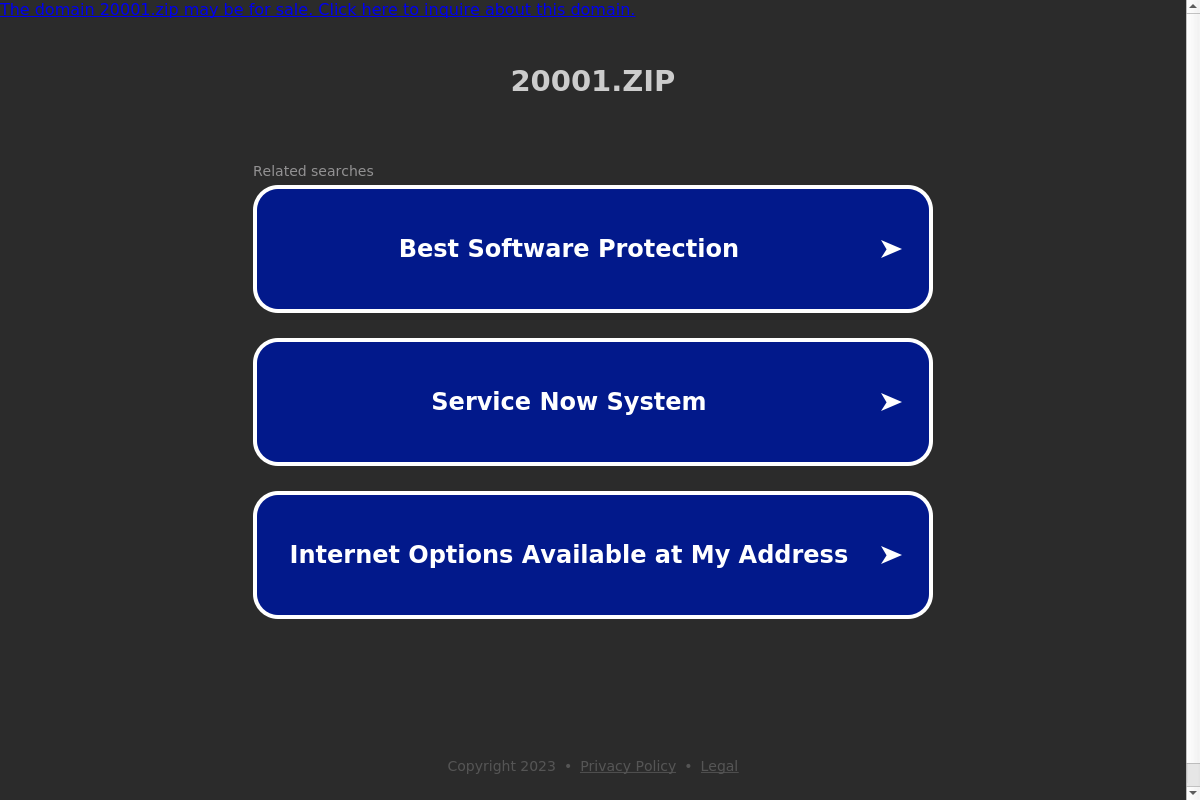 The domain 20001.zip may be for sale. Click here to inquire about this domain.
20001.ZIP
Related searches
Best Software Protection
Service Now System
Internet Options Available at My Address
Copyright 2023 • Privacy Policy • Legal